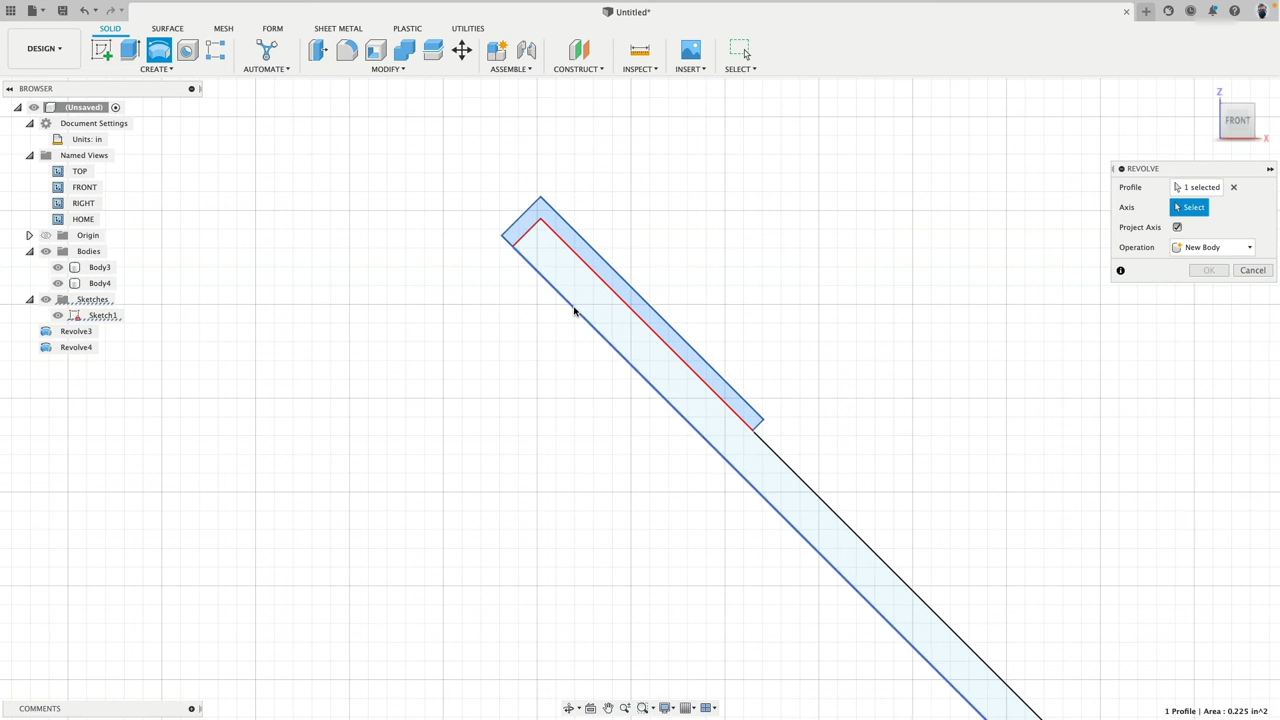 Untitled*
DESIGN
SOLID SURFACE MESH FORM SHEET METAL PLASTIC UTILITIES
CREATE AUTOMATE MODIFY ASSEMBLE CONSTRUCT INSPECT INSERT SELECT
BROWSER
(Unsaved)
Document Settings
Units: in
Named Views
TOP
FRONT
RIGHT
HOME
Origin
Bodies
Body3
Body4
Sketches
Sketch1
Revolve3
Revolve4
Z
FRONT
X
REVOLVE
Profile 1 selected
Axis Select
Project Axis
Operation New Body
OK Cancel
COMMENTS
1 Profile | Area : 0.225 in^2